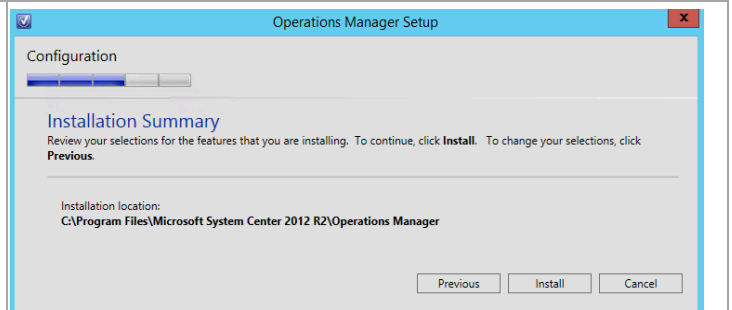 Operations Manager Setup
x
Configuration
Installation Summary
Review your selections for the features that you are installing. To continue, click Install. To change your selections, click
Previous.
Installation location:
C:\Program Files\Microsoft System Center 2012 R2\Operations Manager
Previous Install Cancel